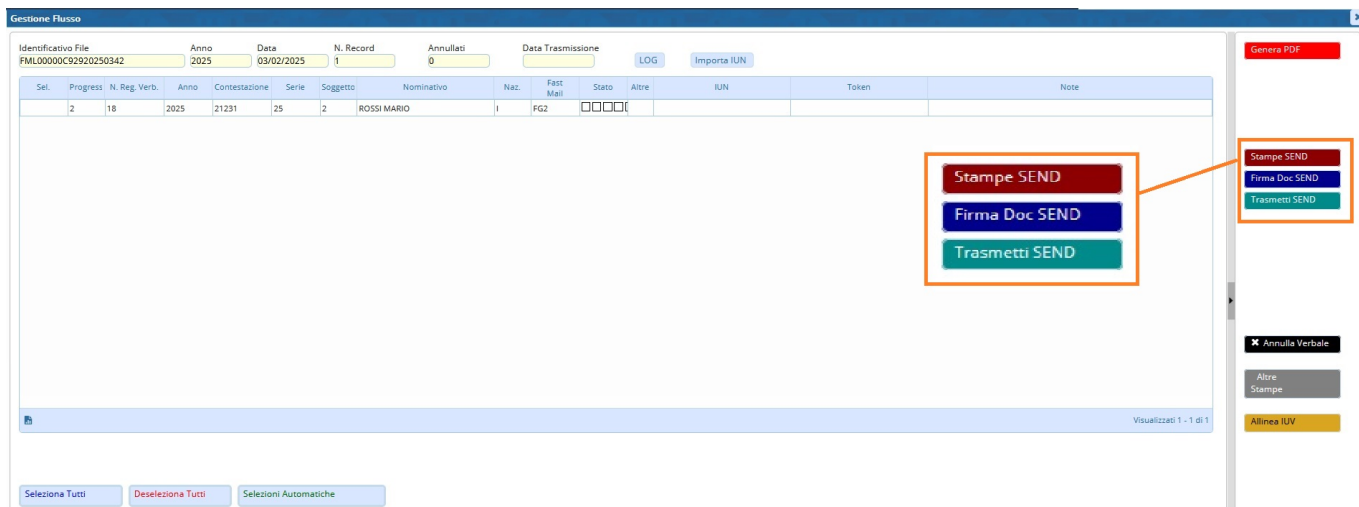 Gestione Flusso
Identificativo File Anno Data N. Record Annullati Data Trasmissione
FML00000C92920250342 2025 03/02/2025 1 0 LOG Importa IUN
Sel. Progress N. Reg. Verb. Anno Contestazione Serie Soggetto Nominativo Naz. Fast Mail Stato Altre IUN Token Note
2 18 2025 21231 25 2 ROSSI MARIO I FG2
Stampe SEND
Firma Doc SEND
Trasmetti SEND
Genera PDF
Stampe SEND
Firma Doc SEND
Trasmetti SEND
Annulla Verbale
Altre
Stampe
Allinea IUV
Visualizzati 1 - 1 di 1
Seleziona Tutti Deseleziona Tutti Selezioni Automatiche